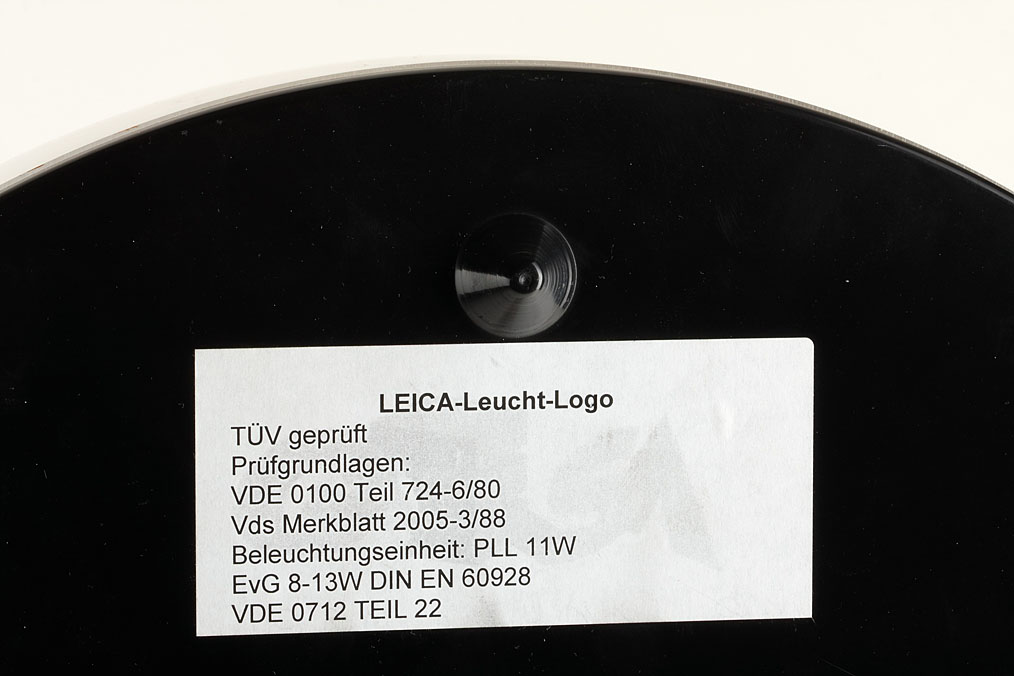 LEICA-Leucht-Logo
TÜV geprüft
Prüfgrundlagen:
VDE 0100 Teil 724-6/80
Vds Merkblatt 2005-3/88
Beleuchtungseinheit: PLL 11W
EvG 8-13W DIN EN 60928
VDE 0712 TEIL 22